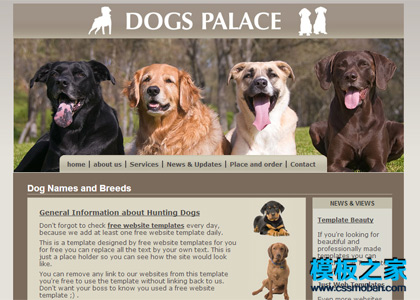 DOGS PALACE
home | about us | Services | News & Updates | Place and order | Contact
Dog Names and Breeds
General Information about Hunting Dogs
Don't forgot to check free website templates every day,
because we add at least one free website template daily.
This is a template designed by free website templates for you
for free you can replace all the text by your own text. This is
just a place holder so you can see how the site would look
like.
You can remove any link to our websites from this template
you're free to use the template without linking back to us.
Don't want your boss to know you used a free website
template ;) .
NEWS & VIEWS
Template Beauty
If you're looking for
beautiful and
professionally made
templates you can
Just Web Templates
Even more websites
模板之家
www.cssmoban.com